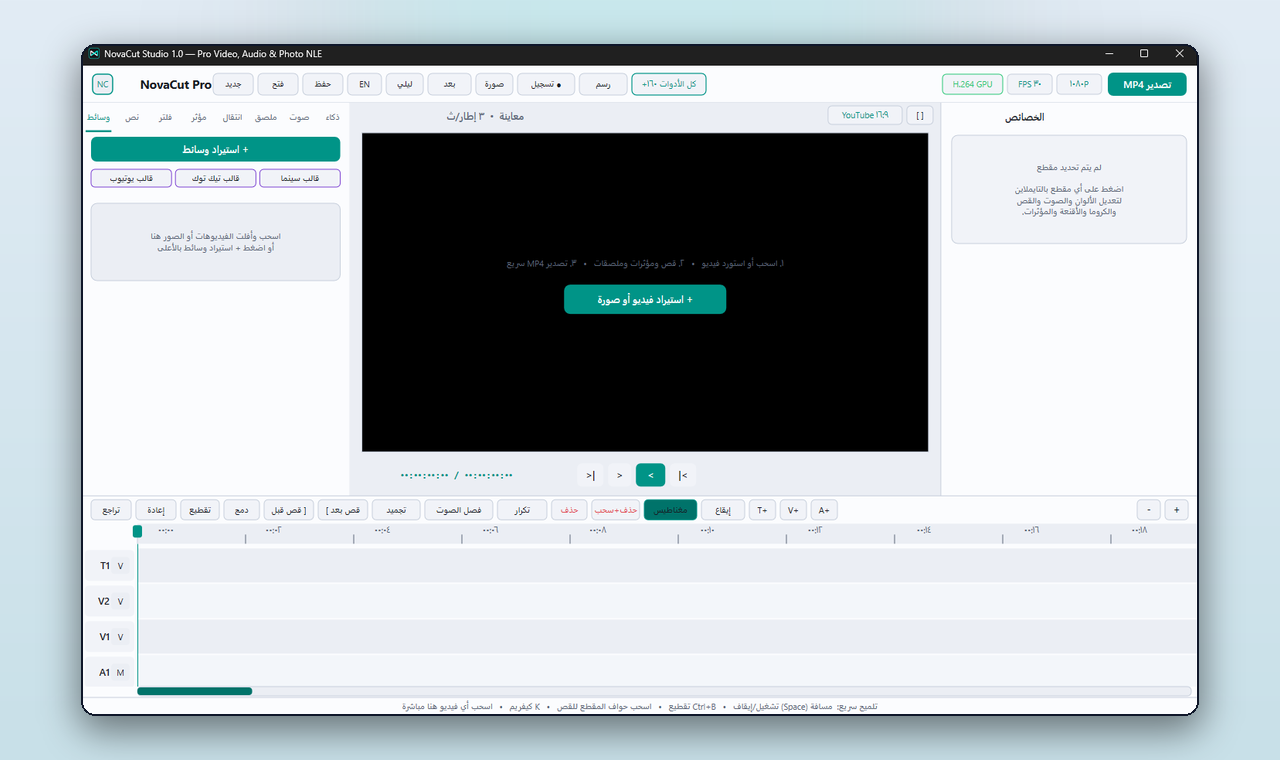 NovaCut Studio 1.0 — Pro Video, Audio & Photo NLE
NC
NovaCut Pro
جديد
فتح
حفظ
EN
ليلي
بعد
صورة
● تسجيل
رسم
كل الأدوات ١٦٠+
H.264 GPU
FPS ٣٠
١٠٨٠P
تصدير MP4
ذكاء صوت ملصق انتقال مؤثر فلتر نص وسائط
+ استيراد وسائط
قالب سينما
قالب تيك توك
قالب يوتيوب
اسحب وأفلت الفيديوهات أو الصور هنا
أو اضغط + استيراد وسائط بالأعلى
معاينة • ٣ إطار/ث
YouTube ١٦:٩
[ ]
١. اسحب أو استورد فيديو • ٢. قص ومؤثرات وملصقات • ٣. تصدير MP4 سريع
+ استيراد فيديو أو صورة
٠٠:٠٠:٠٠:٠٠ / ٠٠:٠٠:٠٠:٠٠
>|
>
<
|<
الخصائص
لم يتم تحديد مقطع
اضغط على أي مقطع بالتايملاين
لتعديل الألوان والصوت والقص
والكروما والأقنعة والمؤثرات.
تراجع
إعادة
تقطيع
دمج
[ قص قبل
قص بعد ]
تجميد
فصل الصوت
تكرار
حذف
حذف+سحب
مغناطيس
إيقاع
T+
V+
A+
-
+
٠٠:٠٠
٠٠:٠٢
٠٠:٠٤
٠٠:٠٦
٠٠:٠٨
٠٠:١٠
٠٠:١٢
٠٠:١٤
٠٠:١٦
٠٠:١٨
T1 V
V2 V
V1 V
A1 M
تلميح سريع: مسافة (Space) تشغيل/إيقاف • Ctrl+B تقطيع • اسحب حواف المقطع للقص • K كيفريم • اسحب أي فيديو هنا مباشرة